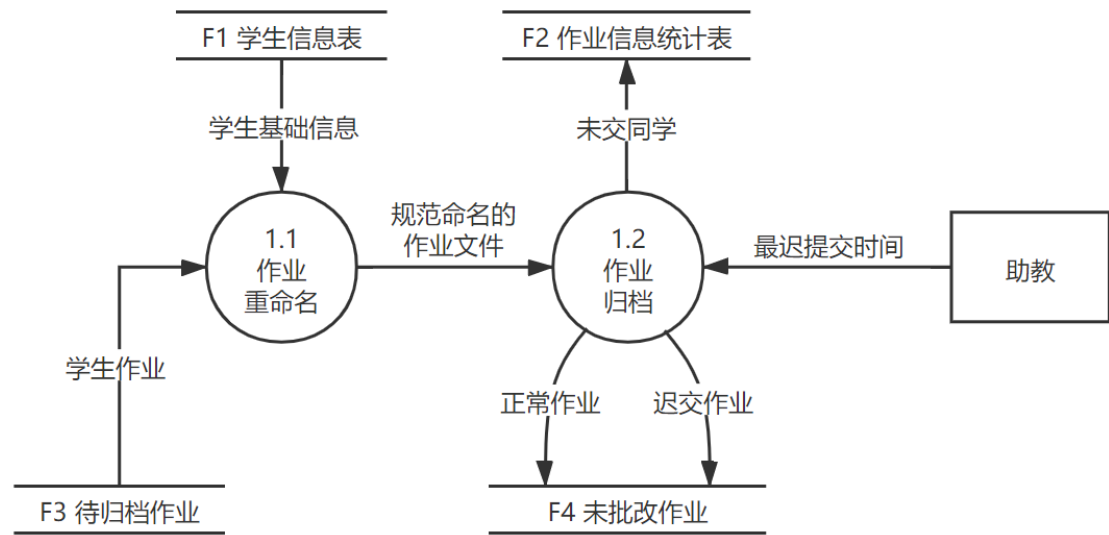 F1 学生信息表
F2 作业信息统计表
学生基础信息
未交同学
1.1
作业
重命名
规范命名的
作业文件
1.2
作业
归档
最迟提交时间
助教
学生作业
正常作业
迟交作业
F3 待归档作业
F4 未批改作业